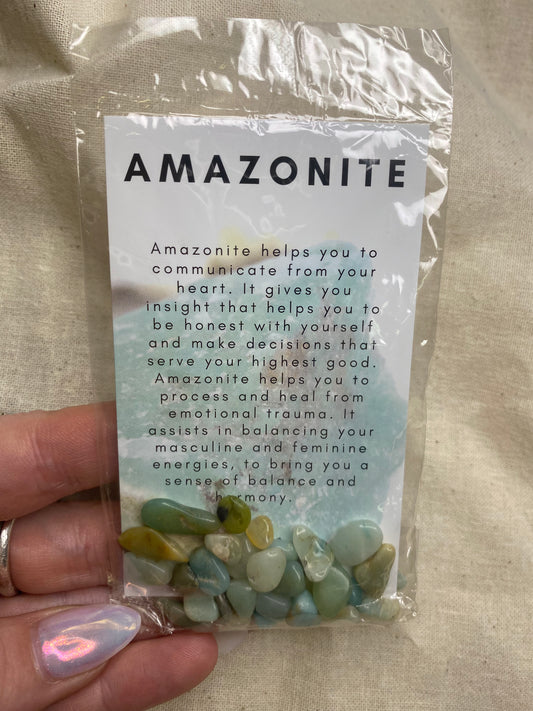 AMAZONITE
Amazonite helps you to
communicate from your
heart. It gives you
insight that helps you to
be honest with yourself
and make decisions that
serve your highest good.
Amazonite helps you to
process and heal from
emotional trauma. It
assists in balancing your
masculine and feminine
energies, to bring you a
sense of balance and
harmony.